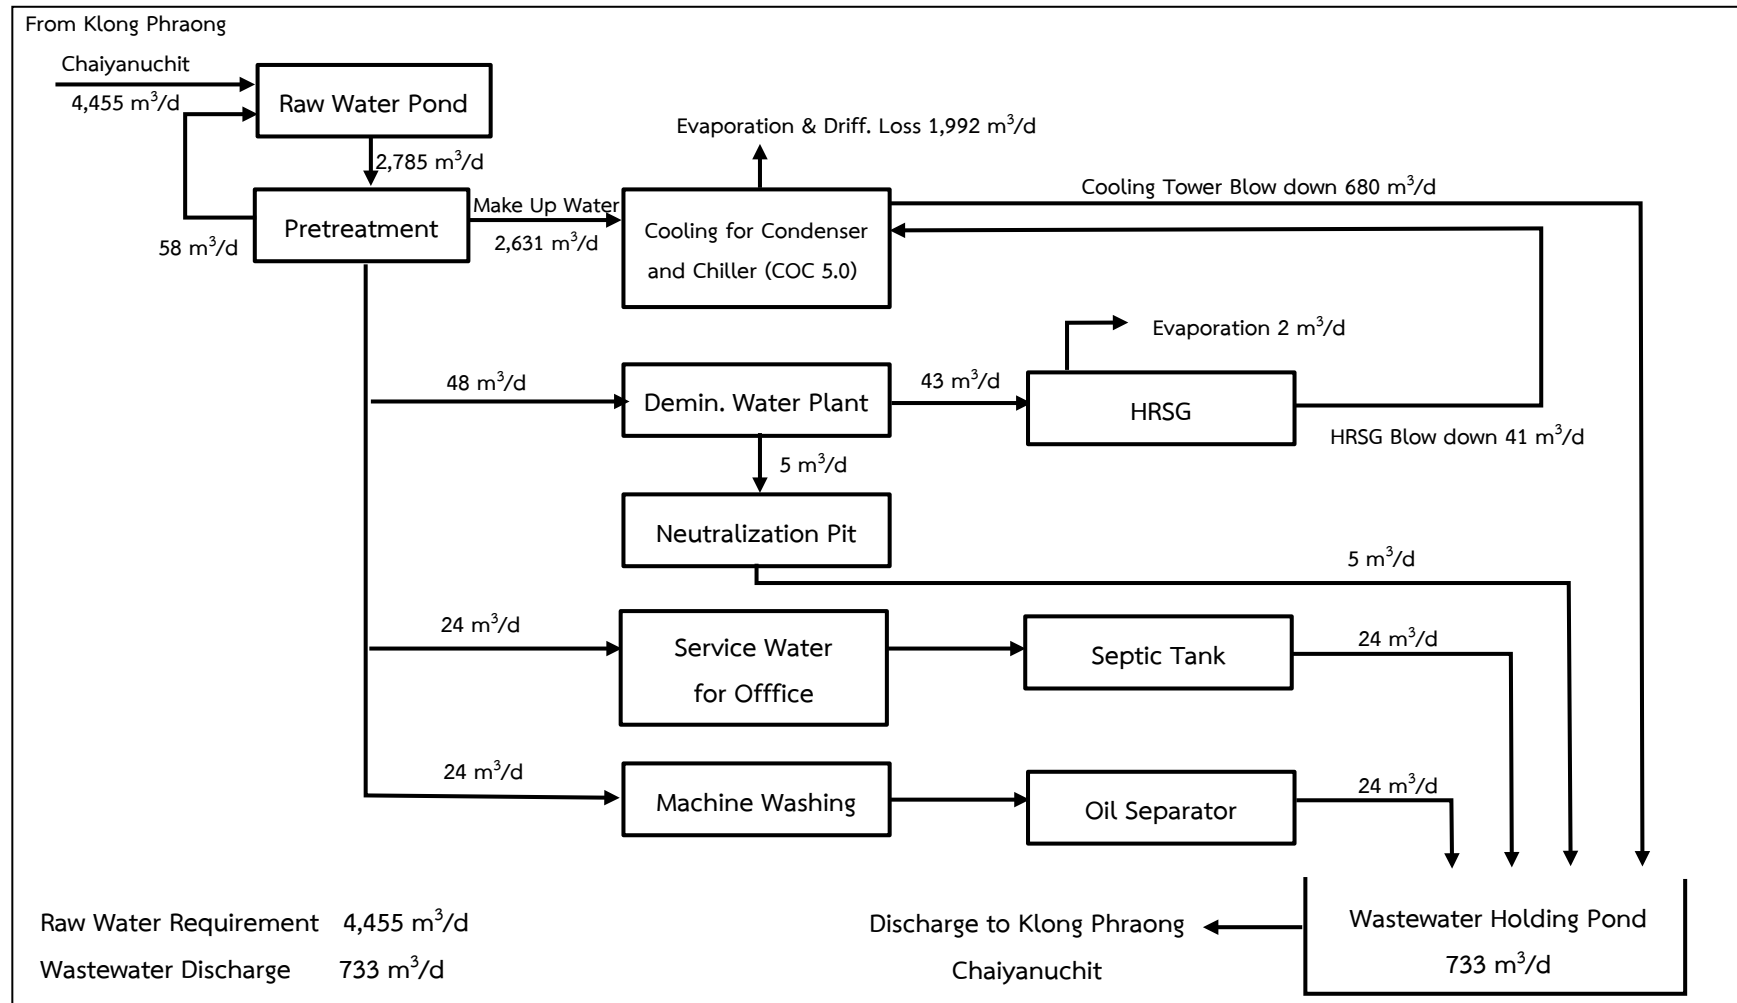 From Klong Phraong
Chaiyanuchit
4,455 m³/d
Raw Water Pond
2,785 m³/d
Evaporation & Driff. Loss 1,992 m³/d
Pretreatment
58 m³/d
Make Up Water
2,631 m³/d
Cooling for Condenser
and Chiller (COC 5.0)
Cooling Tower Blow down 680 m³/d
Evaporation 2 m³/d
48 m³/d
Demin. Water Plant
43 m³/d
HRSG
HRSG Blow down 41 m³/d
5 m³/d
Neutralization Pit
5 m³/d
24 m³/d
Service Water
for Offfice
Septic Tank
24 m³/d
24 m³/d
Machine Washing
Oil Separator
24 m³/d
Raw Water Requirement 4,455 m³/d
Wastewater Discharge 733 m³/d
Discharge to Klong Phraong
Chaiyanuchit
Wastewater Holding Pond
733 m³/d